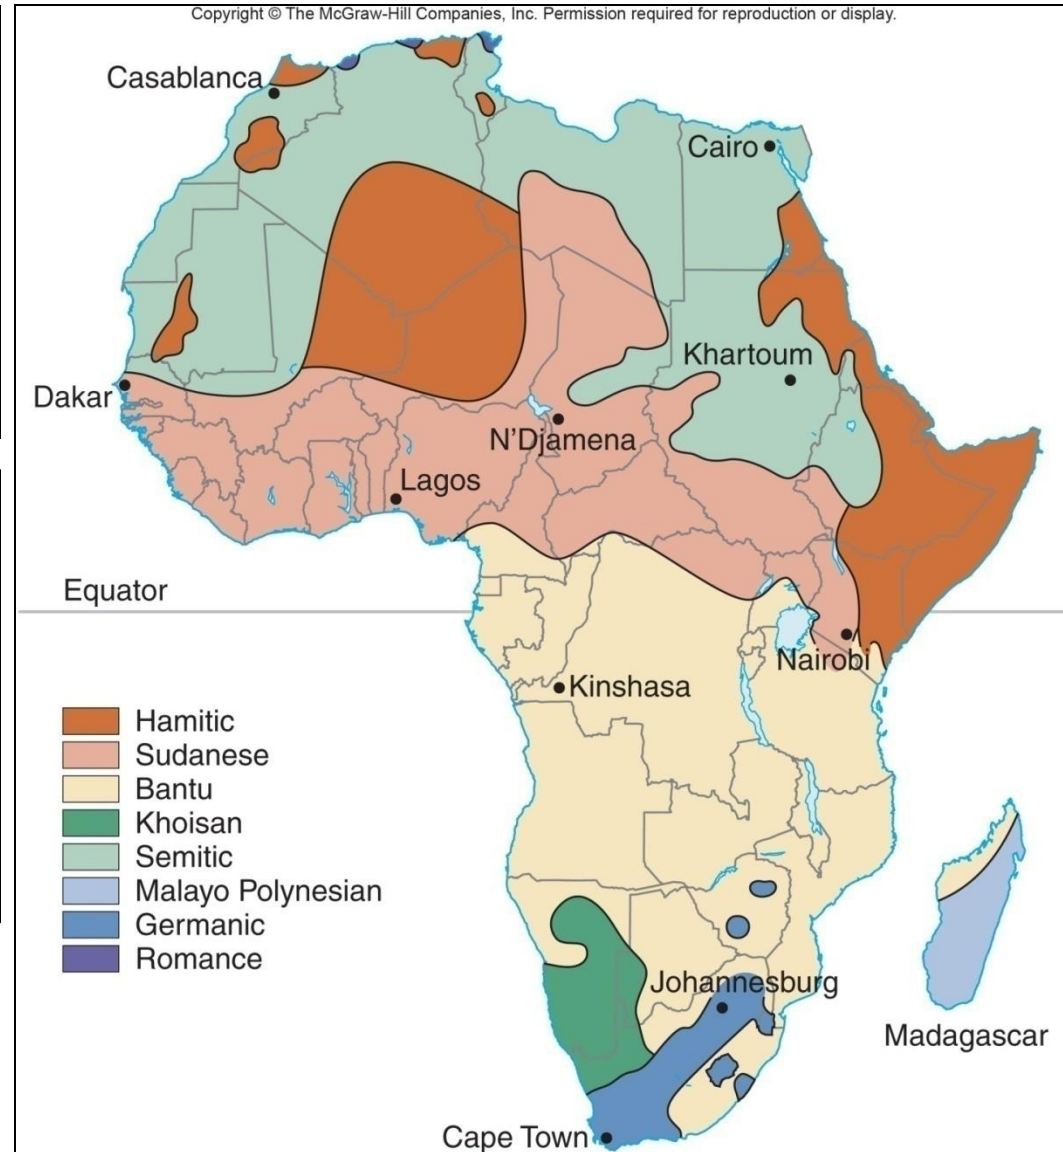 Copyright © The McGraw-Hill Companies, Inc. Permission required for reproduction or display.
Casablanca
Cairo
Khartoum
Dakar
N'Djamena
Lagos
Equator
Nairobi
Kinshasa
Hamitic
Sudanese
Bantu
Khoisan
Semitic
Malayo Polynesian
Germanic
Romance
Johannesburg
Madagascar
Cape Town